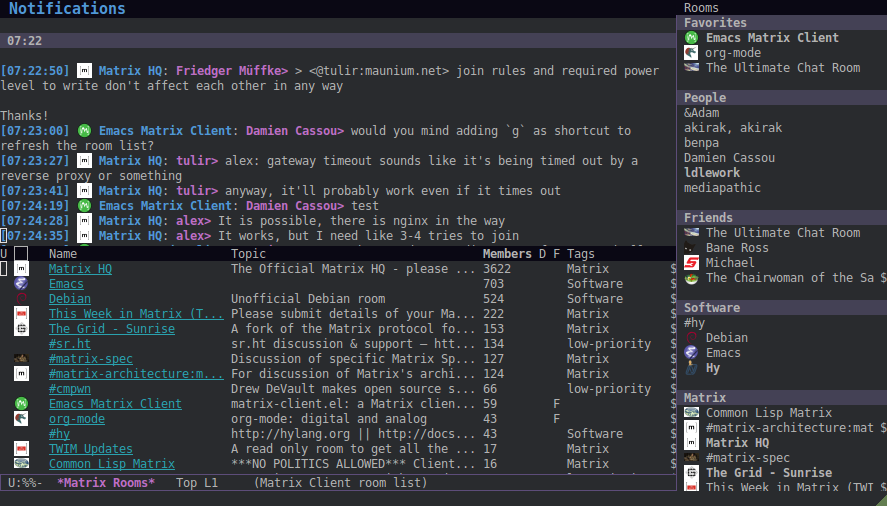 Notifications
07:22
[07:22:50] Matrix HQ: Friedger Müffke> > <@tulir:maunium.net> join rules and required power
level to write don't affect each other in any way
Thanks!
[07:23:00] Emacs Matrix Client: Damien Cassou> would you mind adding `g` as shortcut to
refresh the room list?
[07:23:27] Matrix HQ: tulir> alex: gateway timeout sounds like it's being timed out by a
reverse proxy or something
[07:23:41] Matrix HQ: tulir> anyway, it'll probably work even if it times out
[07:24:19] Emacs Matrix Client: Damien Cassou> test
[07:24:28] Matrix HQ: alex> It is possible, there is nginx in the way
[07:24:35] Matrix HQ: alex> It works, but I need like 3-4 tries to join
U Name Topic Members D F Tags
Matrix HQ The Official Matrix HQ - please ... 3622 Matrix $
Emacs 703 Software $
Debian Unofficial Debian room 524 Software $
This Week in Matrix (T... Please submit details of your Ma... 222 Matrix $
The Grid - Sunrise A fork of the Matrix protocol fo... 153 Matrix $
#sr.ht sr.ht discussion & support — htt... 134 low-priority $
#matrix-spec Discussion of specific Matrix Sp... 127 Matrix $
#matrix-architecture:m... For discussion of Matrix's archi... 124 Matrix $
#cmpwn Drew DeVault makes open source s... 66 low-priority $
Emacs Matrix Client matrix-client.el: a Matrix clien... 59 F $
org-mode org-mode: digital and analog 43 F $
#hy http://hylang.org || http://docs... 43 Software $
TWIM Updates A read only room to get all the ... 17 Matrix $
Common Lisp Matrix ***NO POLITICS ALLOWED*** Client... 16 Matrix $
U:%%- *Matrix Rooms* Top L1 (Matrix Client room list)
Rooms
Favorites
Emacs Matrix Client
org-mode
The Ultimate Chat Room
People
&Adam
akirak, akirak
benpa
Damien Cassou
ldlework
mediapathic
Friends
The Ultimate Chat Room
Bane Ross
Michael
The Chairwoman of the Sa $
Software
#hy
Debian
Emacs
Hy
Matrix
Common Lisp Matrix
#matrix-architecture:mat $
Matrix HQ
#matrix-spec
The Grid - Sunrise
This Week in Matrix (TWI $